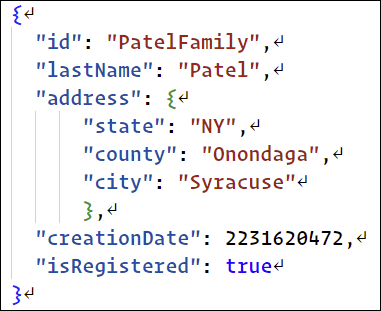 {↵
"id": "PatelFamily",↵
"lastName": "Patel",↵
"address": {↵
"state": "NY",↵
"county": "Onondaga",↵
"city": "Syracuse"↵
},↵
"creationDate": 2231620472,↵
"isRegistered": true↵
}↵